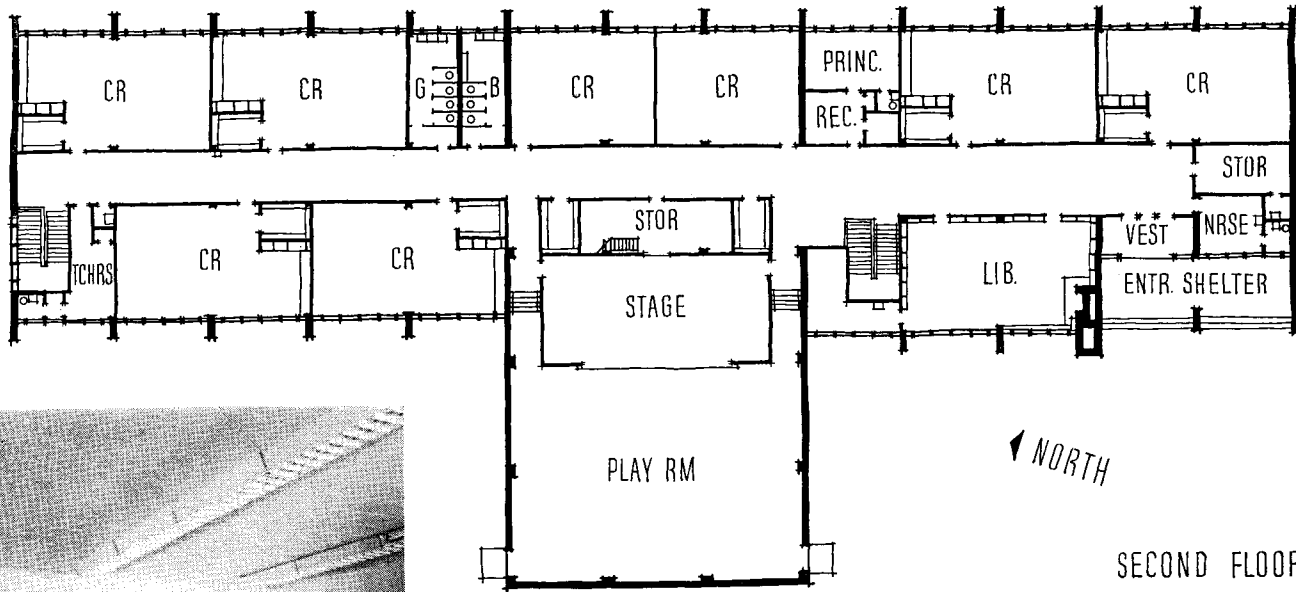 CR
CR
G
B
CR
CR
PRINC.
REC.
CR
CR
STOR
TCHRS
CR
CR
STOR
STAGE
LIB.
VEST
NRSE
ENTR. SHELTER
PLAY RM
NORTH
SECOND FLOOR